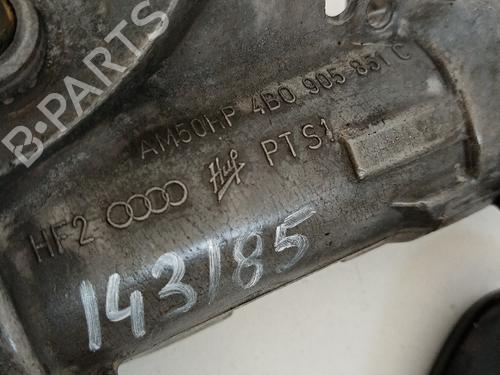 B-PARTS
AM50HP 4B0 905 851 C
HF2 Huf PTS1
143185